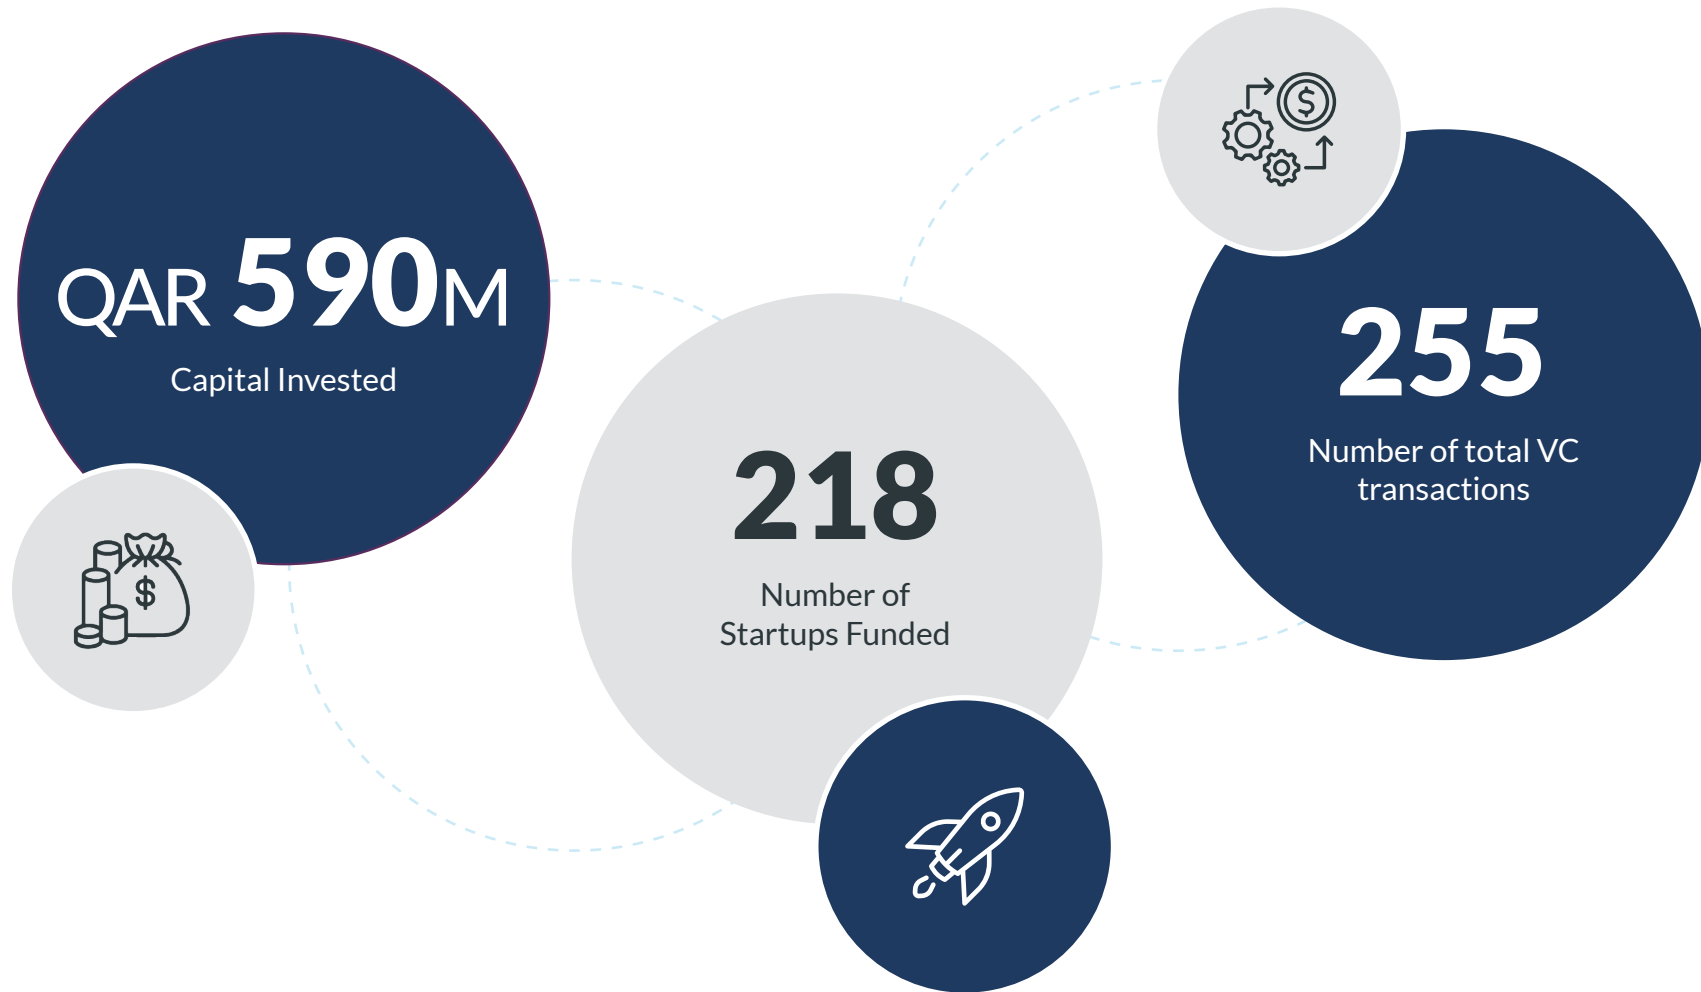 QAR 590M
Capital Invested
218
Number of
Startups Funded
255
Number of total VC
transactions